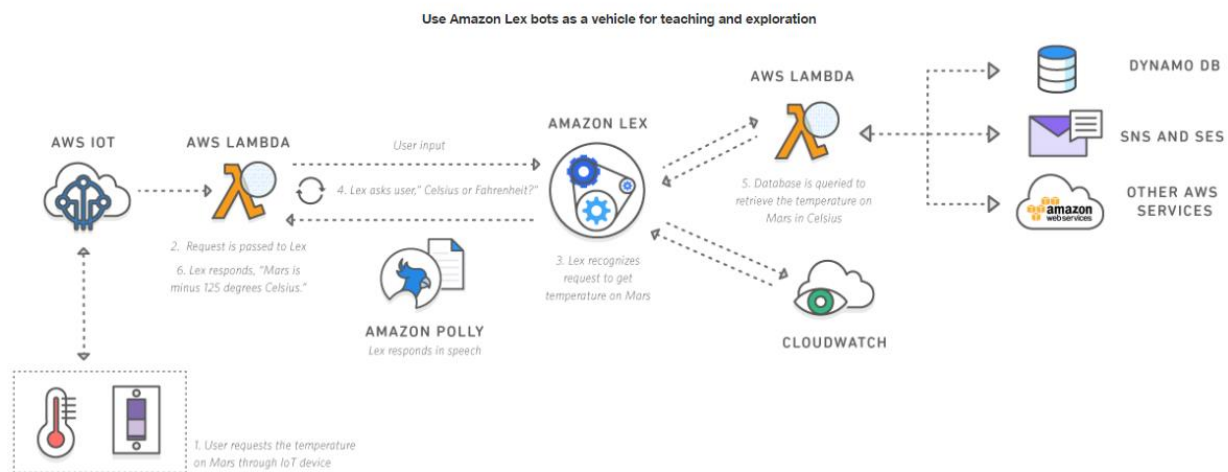 Use Amazon Lex bots as a vehicle for teaching and exploration
AWS IOT
AWS LAMBDA
User input
4. Lex asks user," Celsius or Fahrenheit?"
2. Request is passed to Lex
6. Lex responds, "Mars is
minus 125 degrees Celsius."
AMAZON POLLY
Lex responds in speech
1. User requests the temperature
on Mars through IoT device
AMAZON LEX
3. Lex recognizes
request to get
temperature on Mars
AWS LAMBDA
5. Database is queried to
retrieve the temperature on
Mars in Celsius
CLOUDWATCH
DYNAMO DB
SNS AND SES
amazon
webservices
OTHER AWS
SERVICES